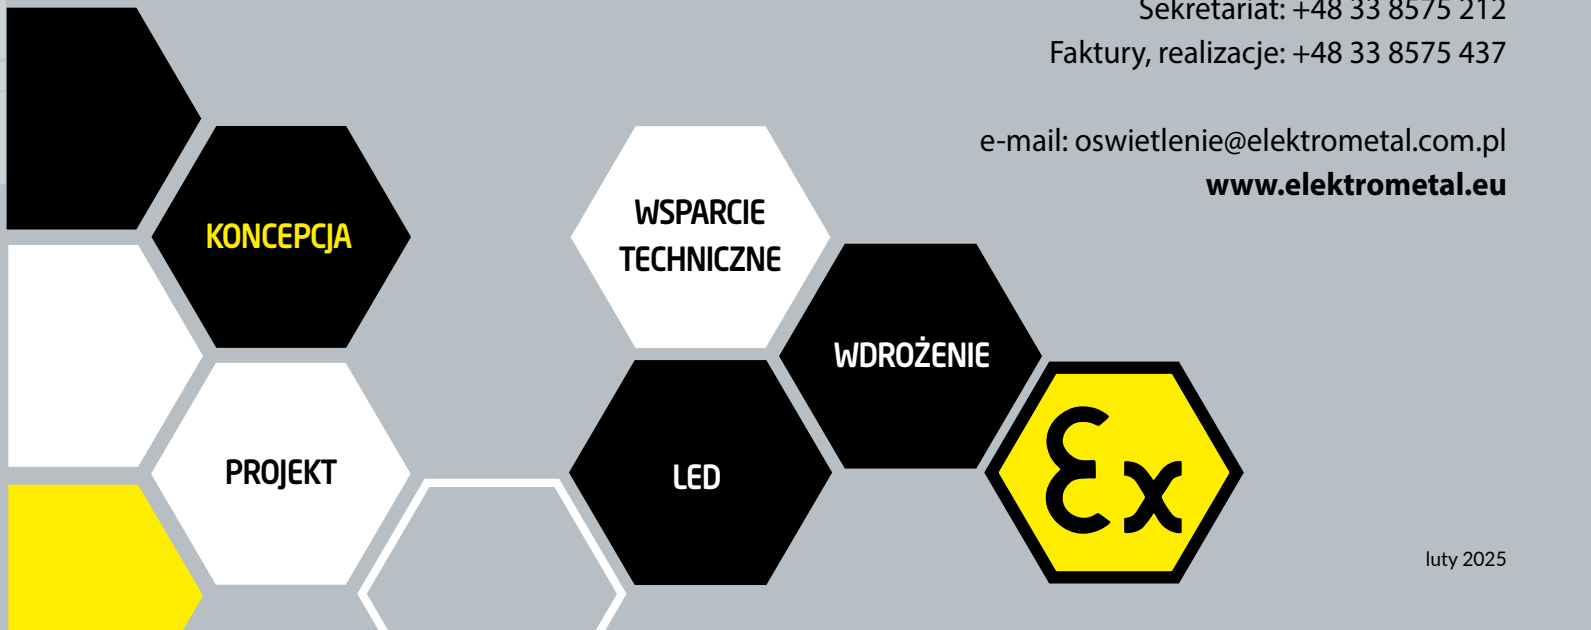 Sekretariat: +48 33 8575 212
Faktury, realizacje: +48 33 8575 437
e-mail: oswietlenie@elektrometal.com.pl
www.elektrometal.eu
KONCEPCJA
WSPARCIE
TECHNICZNE
WDROŻENIE
PROJEKT
LED
Ex
luty 2025